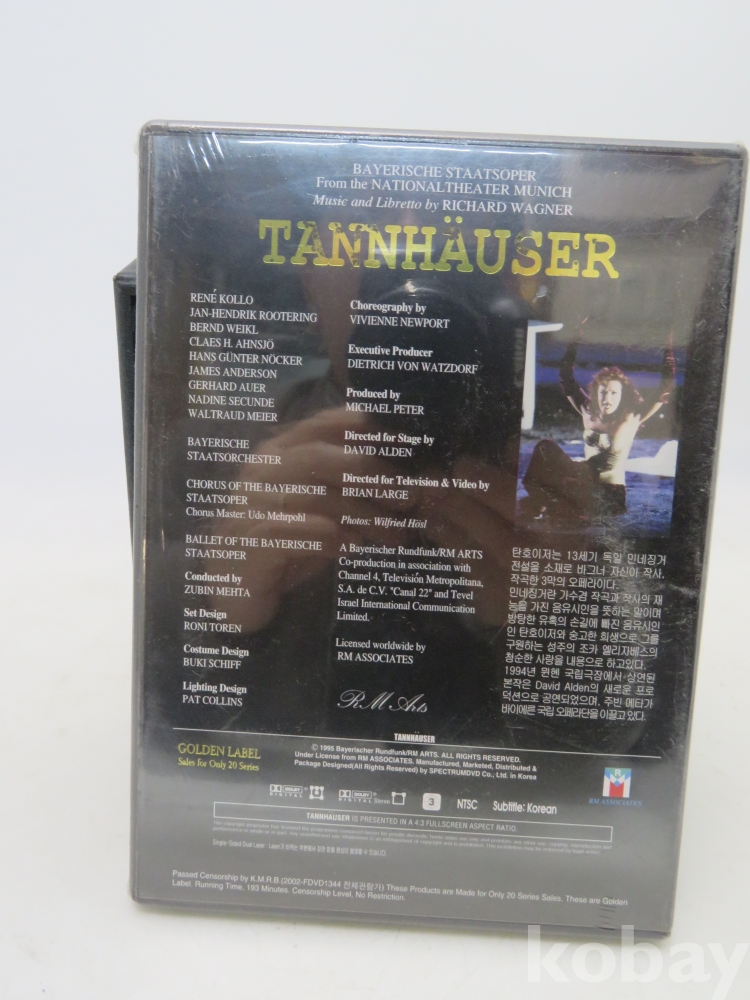 BAYERISCHE STAATSOPER
From the NATIONALTHEATER MUNICH
Music and Libretto by RICHARD WAGNER
TANNHÄUSER
RENÉ KOLLO
JAN-HENDRIK ROOTERING
BERND WEIKL
CLAES H. AHNSJÖ
HANS GÜNTER NÖCKER
JAMES ANDERSON
GERHARD AUER
NADINE SECUNDE
WALTRAUD MEIER
BAYERISCHE
STAATSORCHESTER
CHORUS OF THE BAYERISCHE
STAATSOPER
Chorus Master: Udo Mehrpohl
BALLET OF THE BAYERISCHE
STAATSOPER
Conducted by
ZUBIN MEHTA
Set Design
RONI TOREN
Costume Design
BUKI SCHIFF
Lighting Design
PAT COLLINS
Choreography by
VIVIENNE NEWPORT
Executive Producer
DIETRICH VON WATZDORF
Produced by
MICHAEL PETER
Directed for Stage by
DAVID ALDEN
Directed for Television & Video by
BRIAN LARGE
Photos: Wilfried Hösl
A Bayerischer Rundfunk/RM ARTS
Co-production in association with
Channel 4, Televisión Metropolitana,
S.A. de C.V. "Canal 22" and Tevel
Israel International Communication
Limited.
Licensed worldwide by
RM ASSOCIATES
RM Arts
탄호이저는 13세기 독일 민네징거
전설을 소재로 바그너 자신이 작사,
작곡한 3막의 오페라이다.
민네징거란 가수겸 작곡과 작사의 재
능을 가진 음유시인을 뜻하는 말이며
방탕한 유혹의 손길에 빠진 음유시인
인 탄호이저와 숭고한 희생으로 그를
구원하는 성주의 조카 엘리자베스의
청순한 사랑을 내용으로 하고있다.
1994년 뮌헨 국립극장에서 상연된
본작은 David Alden의 새로운 프로
덕션으로 공연되었으며, 주빈 메타가
바이에른 국립 오페라단을 이끌고 있다.
TANNHAUSER
GOLDEN LABEL
Sales for Only 20 Series
© 1995 Bayerischer Rundfunk/RM ARTS. ALL RIGHTS RESERVED.
Under License from RM ASSOCIATES. Manufactured, Marketed, Distributed &
Package Designed(All Rights Reserved) by SPECTRUMDVD Co., Ltd. in Korea
RM ASSOCIATES
DOLBY DIGITAL
DOLBY DIGITAL Stereo
3
NTSC
Subtitle: Korean
TANNHAUSER IS PRESENTED IN A 4:3 FULLSCREEN ASPECT RATIO.
Passed Censorship by K.M.R.B (2002-FDVD1344 전체관람가) These Products are Made for Only 20 Series Sales. These are Golden
Label. Running Time, 193 Minutes. Censorship Level, No Restriction.
kobay